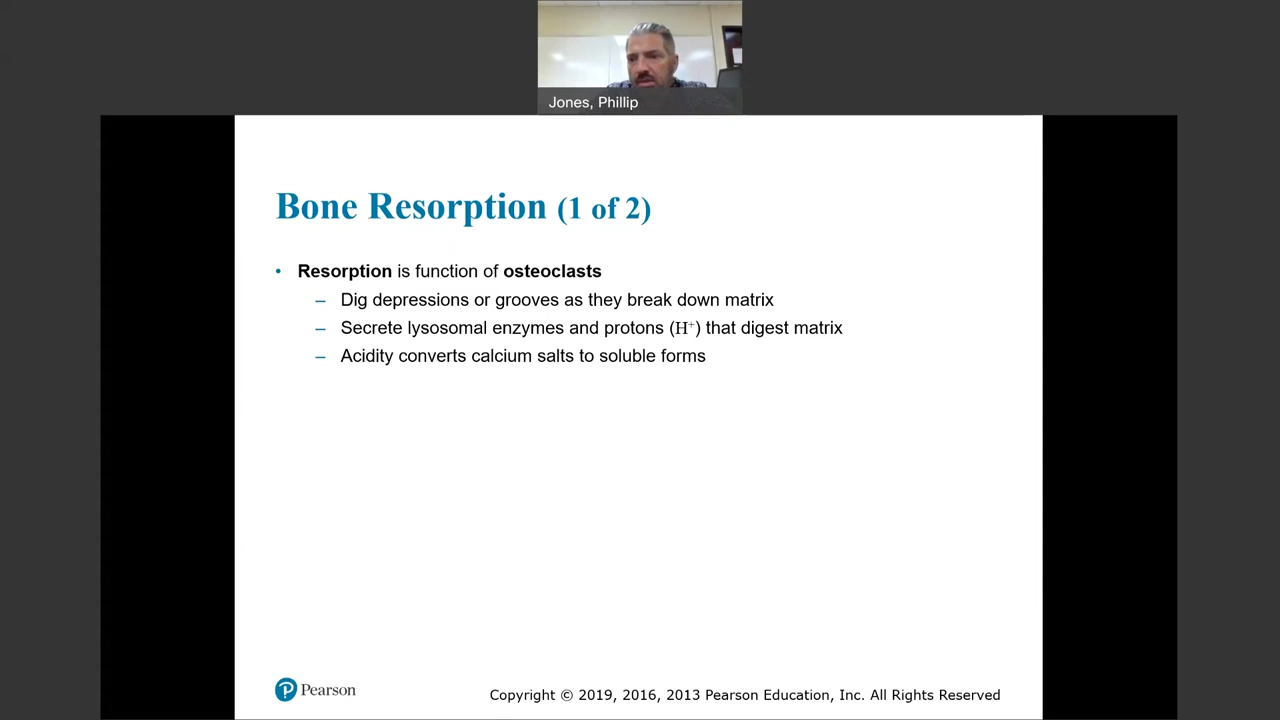 Jones, Phillip
Bone Resorption (1 of 2)
• Resorption is function of osteoclasts
– Dig depressions or grooves as they break down matrix
– Secrete lysosomal enzymes and protons (H⁺) that digest matrix
– Acidity converts calcium salts to soluble forms
P Pearson
Copyright © 2019, 2016, 2013 Pearson Education, Inc. All Rights Reserved